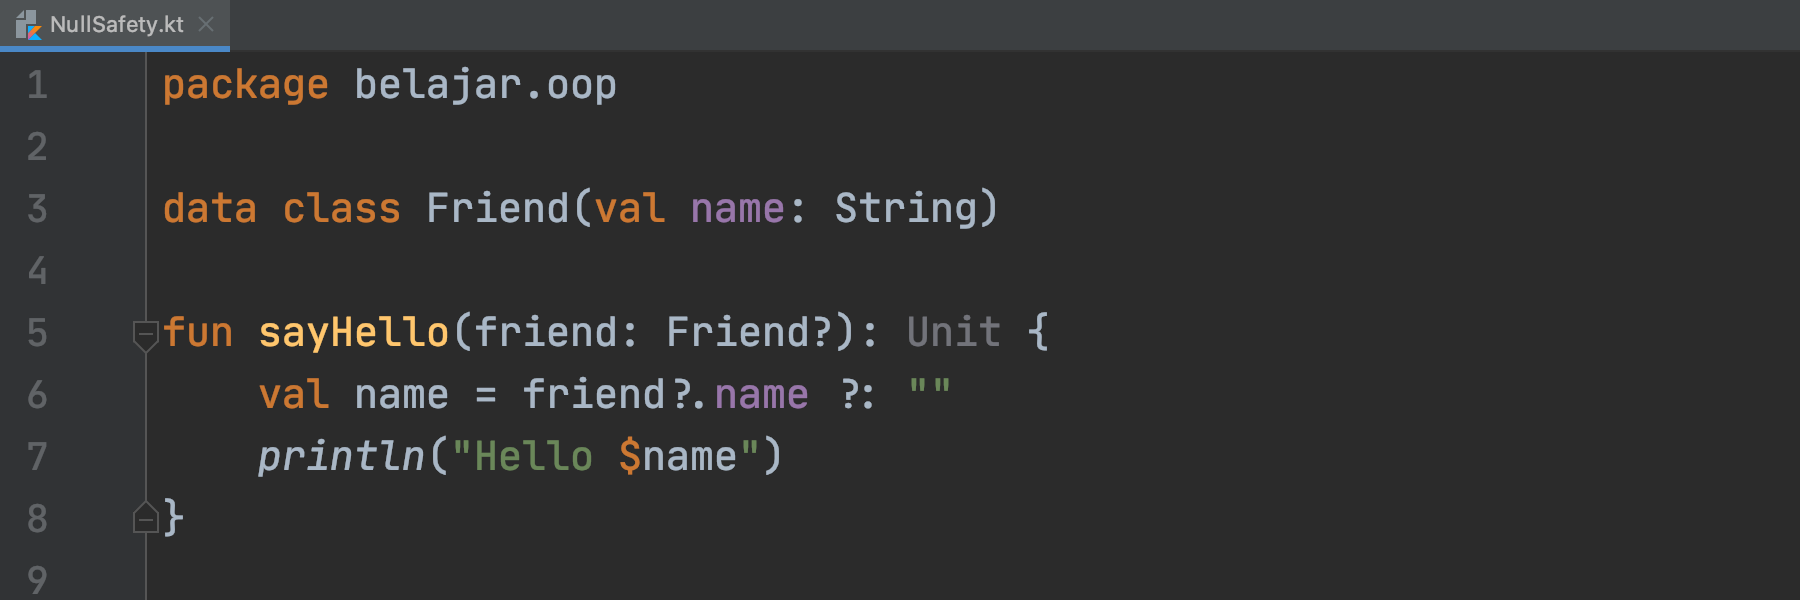 NullSafety.kt
1 package belajar.oop
2
3 data class Friend(val name: String)
4
5 fun sayHello(friend: Friend?): Unit {
6     val name = friend?.name ?: ""
7     println("Hello $name")
8 }
9